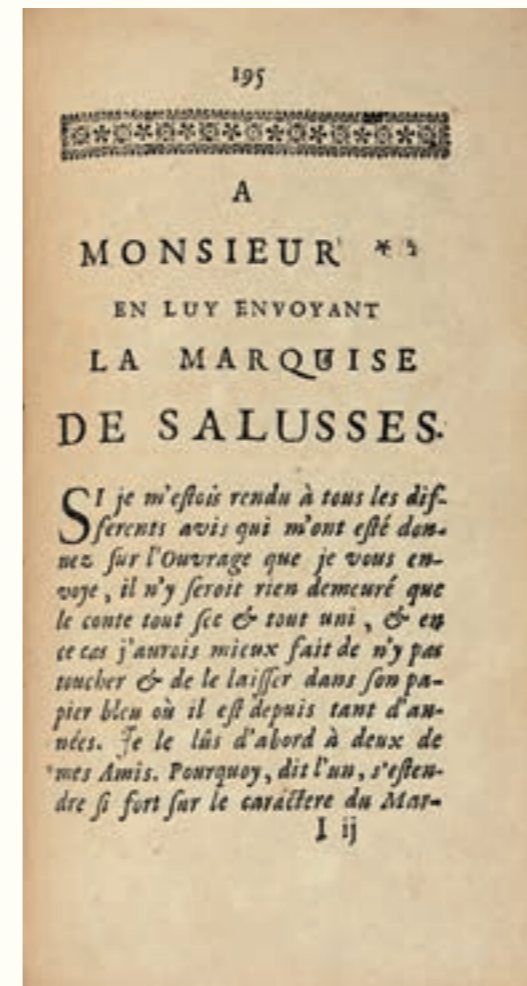 195
A
MONSIEUR *
EN LUY ENVOYANT
LA MARQUISE
DE SALUSSES.
SI je m'eſtois rendu à tous les dif-
ferents avis qui m'ont eſté don-
nez ſur l'Ouvrage que je vous en-
voye, il n'y ſeroit rien demeuré que
le conte tout ſec & tout uni, & en
ce cas j'aurois mieux fait de n'y pas
toucher & de le laiſſer dans ſon pa-
pier bleu où il eſt depuis tant d'an-
nées. Je le lûs d'abord à deux de
mes Amis. Pourquoy, dit l'un, s'eſten-
dre ſi fort ſur le caractere du Mar-
I ij